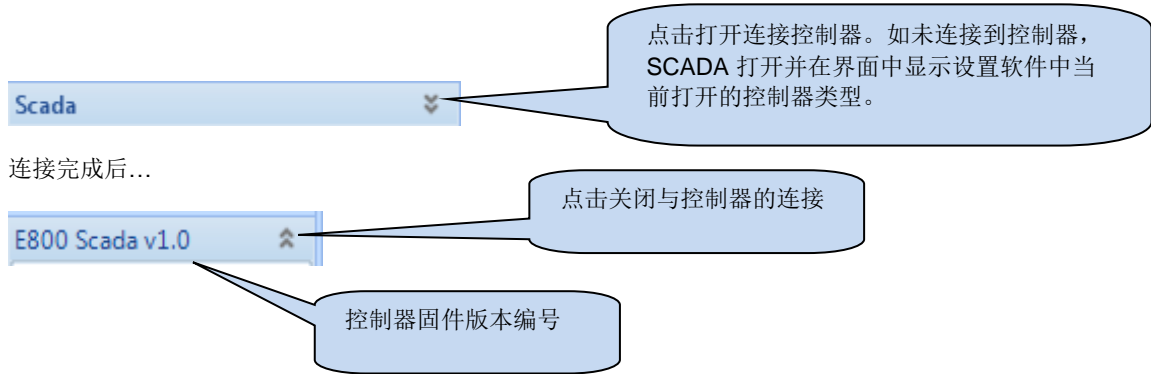 点击打开连接控制器。如未连接到控制器，
SCADA 打开并在界面中显示设置软件中当
前打开的控制器类型。
Scada
连接完成后...
点击关闭与控制器的连接
E800 Scada v1.0
控制器固件版本编号